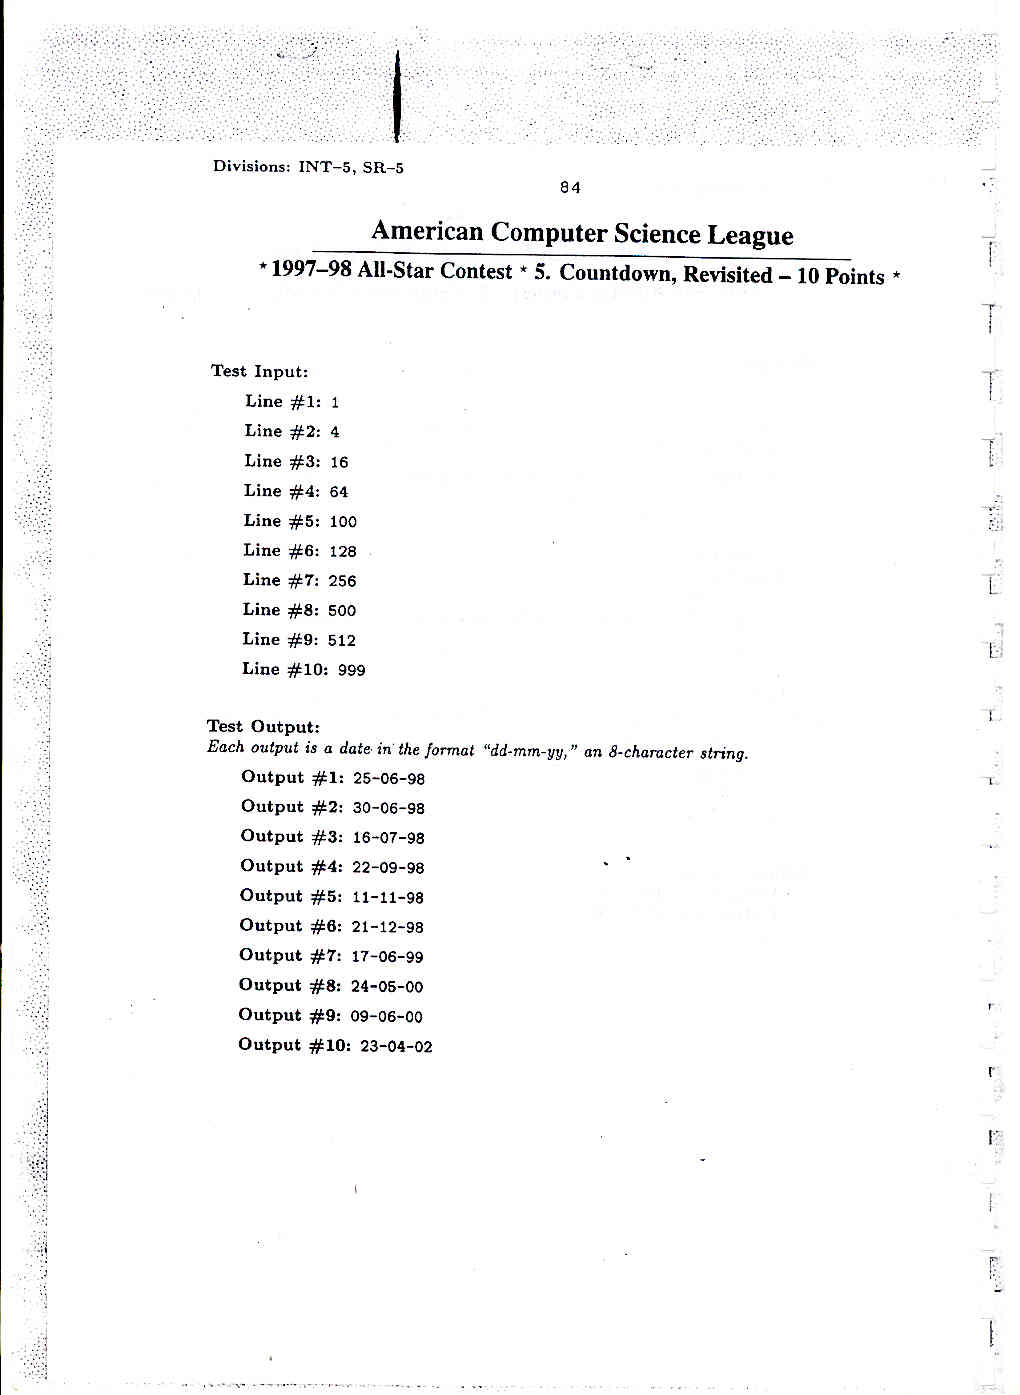 Divisions: INT–5, SR–5
84
American Computer Science League
* 1997–98 All-Star Contest * 5. Countdown, Revisited – 10 Points *
Test Input:
Line #1: 1
Line #2: 4
Line #3: 16
Line #4: 64
Line #5: 100
Line #6: 128
Line #7: 256
Line #8: 500
Line #9: 512
Line #10: 999
Test Output:
Each output is a date in the format “dd-mm-yy,” an 8-character string.
Output #1: 25-06-98
Output #2: 30-06-98
Output #3: 16-07-98
Output #4: 22-09-98
Output #5: 11-11-98
Output #6: 21-12-98
Output #7: 17-06-99
Output #8: 24-05-00
Output #9: 09-06-00
Output #10: 23-04-02